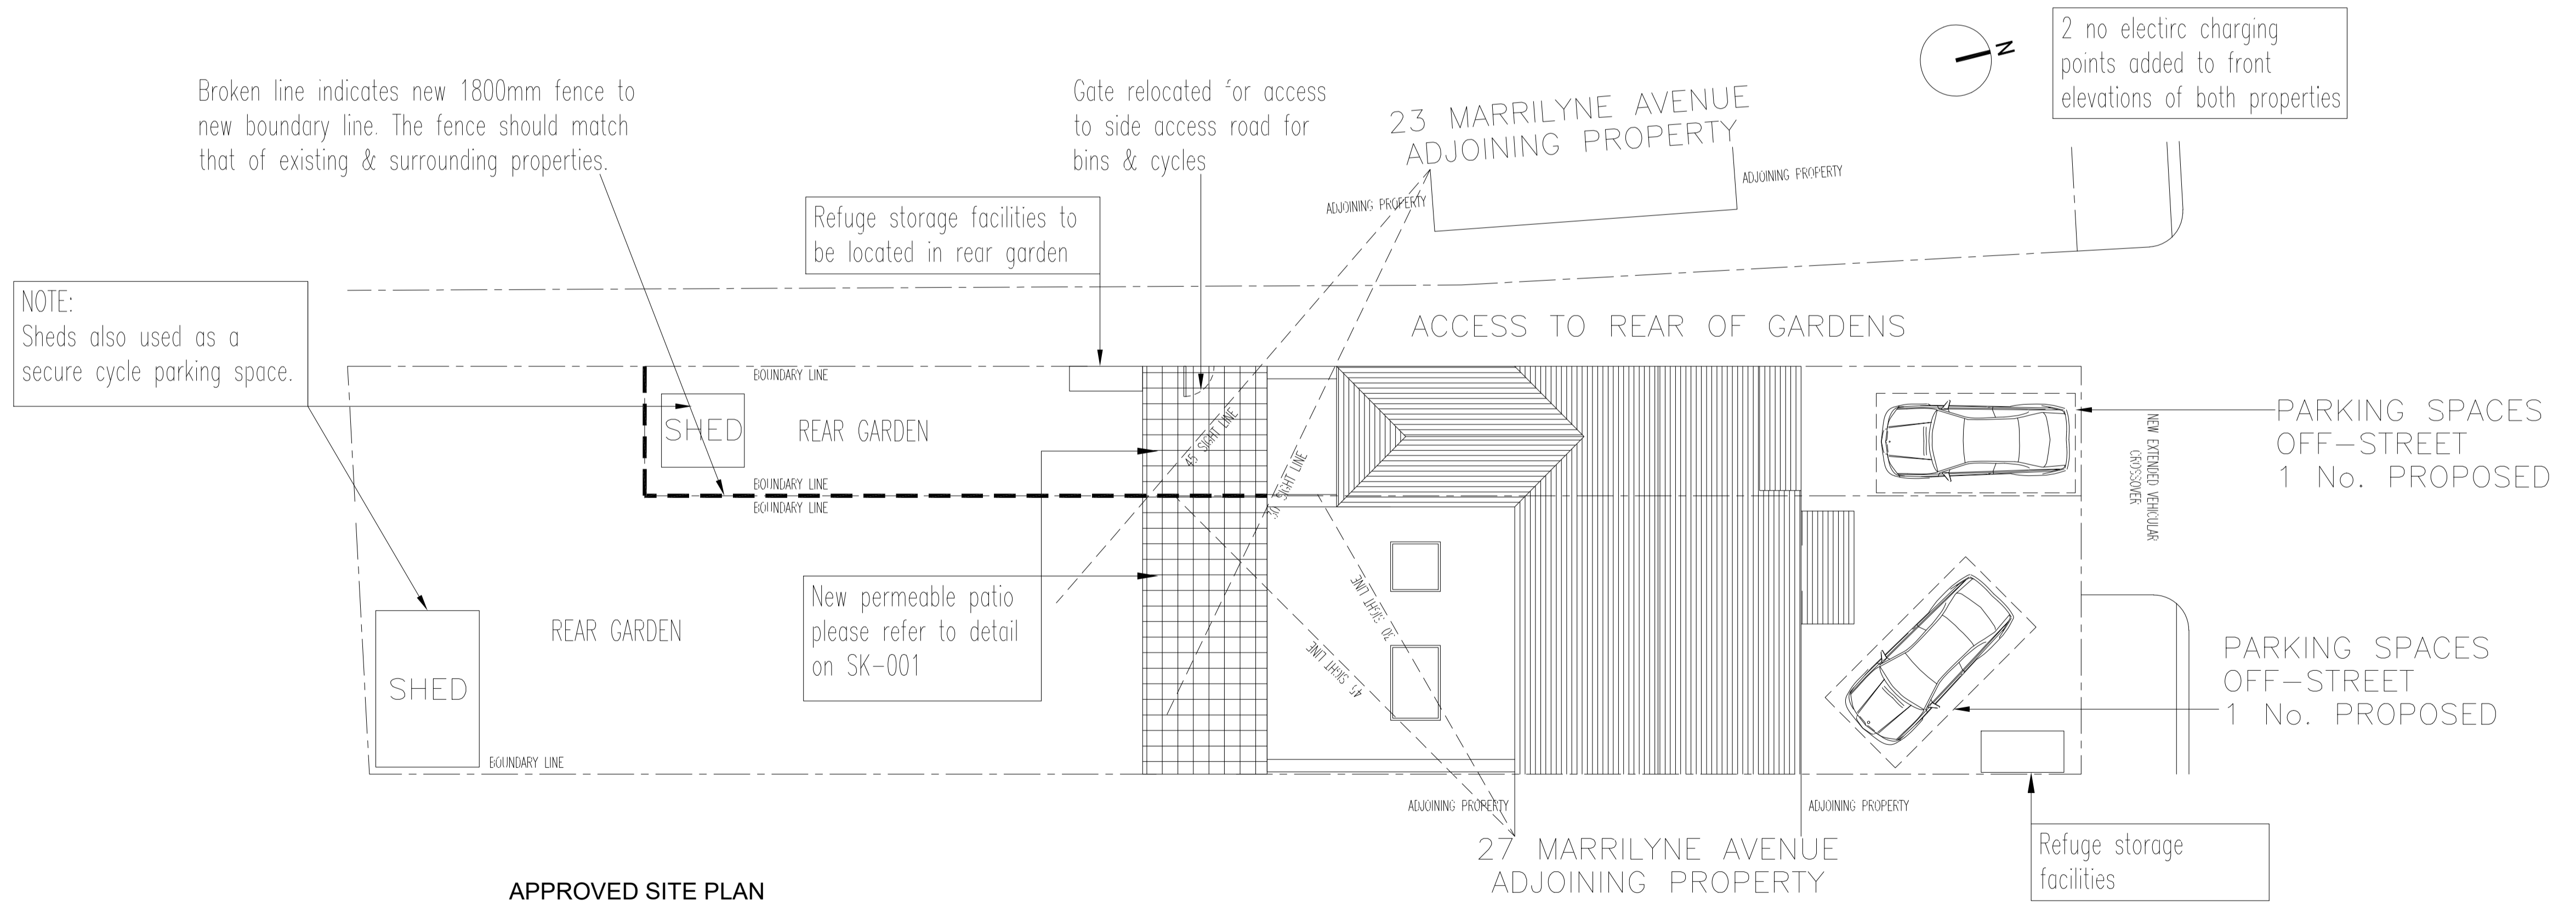 N
2 no electirc charging
points added to front
elevations of both properties
Broken line indicates new 1800mm fence to
new boundary line. The fence should match
that of existing & surrounding properties.
Gate relocated for access
to side access road for
bins & cycles
23 MARRILYNE AVENUE
ADJOINING PROPERTY
ADJOINING PROPERTY
ADJOINING PROPERTY
Refuge storage facilities to
be located in rear garden
NOTE:
Sheds also used as a
secure cycle parking space.
ACCESS TO REAR OF GARDENS
BOUNDARY LINE
SHED
REAR GARDEN
45 SIGHT LINE
30 SIGHT LINE
BOUNDARY LINE
BOUNDARY LINE
NEW EXTENDED VEHICULAR
CROSSOVER
PARKING SPACES
OFF-STREET
1 No. PROPOSED
New permeable patio
please refer to detail
on SK-001
REAR GARDEN
SHED
BOUNDARY LINE
30 SIGHT LINE
45 SIGHT LINE
PARKING SPACES
OFF-STREET
1 No. PROPOSED
ADJOINING PROPERTY
ADJOINING PROPERTY
27 MARRILYNE AVENUE
ADJOINING PROPERTY
Refuge storage
facilities
APPROVED SITE PLAN